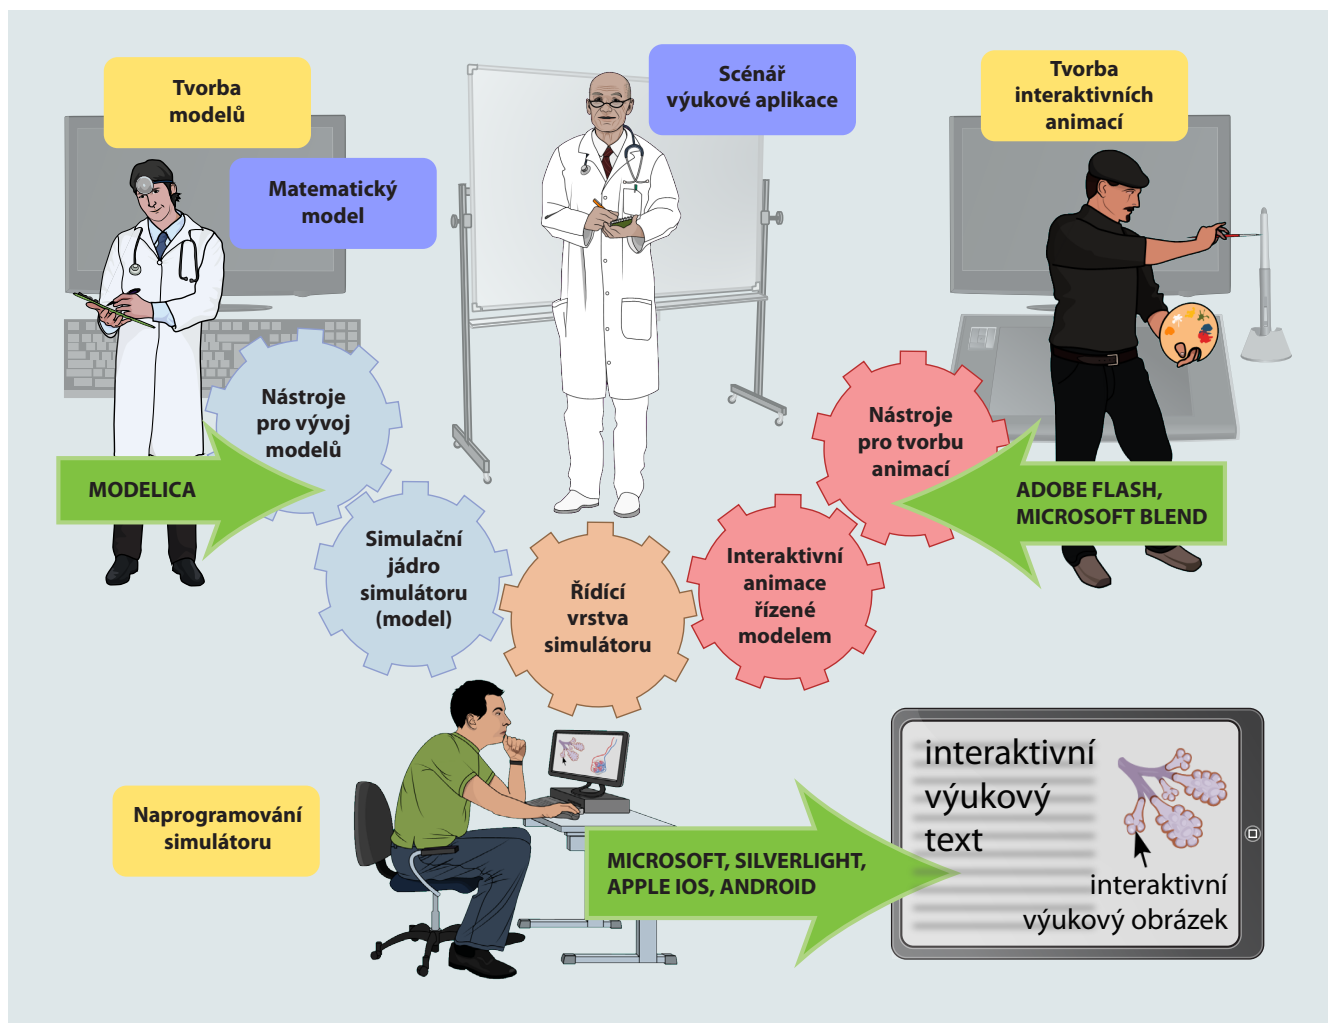 Tvorba
modelů
Matematický
model
Scénář
výukové aplikace
Tvorba
interaktivních
animací
Nástroje
pro vývoj
modelů
MODELICA
Simulační
jádro
simulátoru
(model)
Řídící
vrstva
simulátoru
Interaktivní
animace
řízené
modelem
Nástroje
pro tvorbu
animací
ADOBE FLASH,
MICROSOFT BLEND
Naprogramování
simulátoru
MICROSOFT, SILVERLIGHT,
APPLE IOS, ANDROID
interaktivní
výukový
text
interaktivní
výukový obrázek